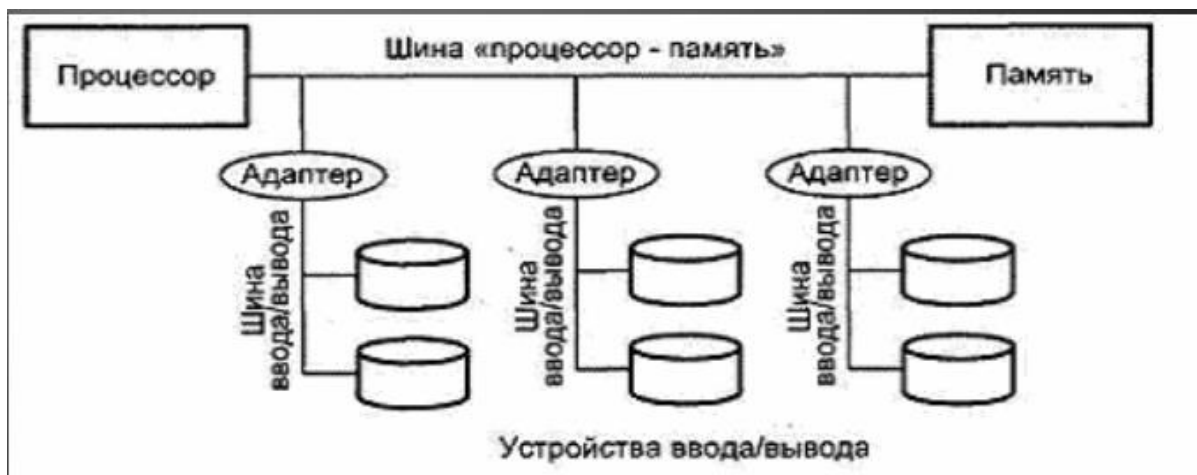 Шина «процессор - память»
Процессор
Память
Адаптер
Адаптер
Адаптер
Шина
ввода/вывода
Шина
ввода/вывода
Шина
ввода/вывода
Устройства ввода/вывода